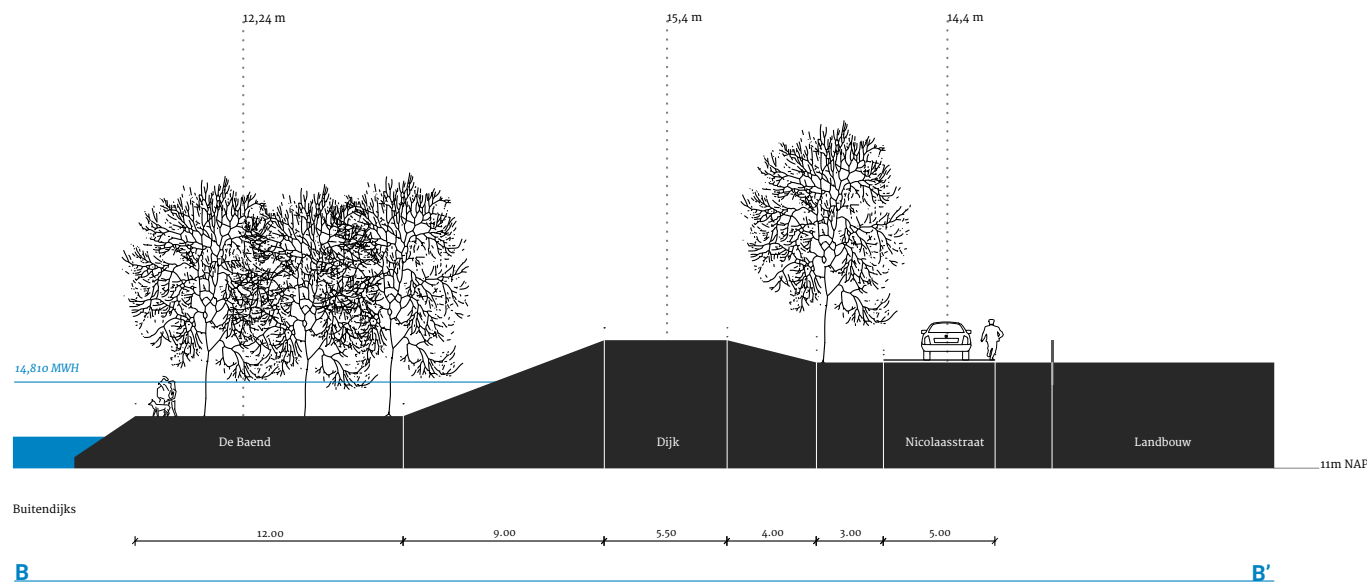 12,24 m
15,4 m
14,4 m
14,810 MWH
De Baend
Dijk
Nicolaasstraat
Landbouw
11m NAP
Buitendijks
12.00
9.00
5.50
4.00
3.00
5.00
B
B’